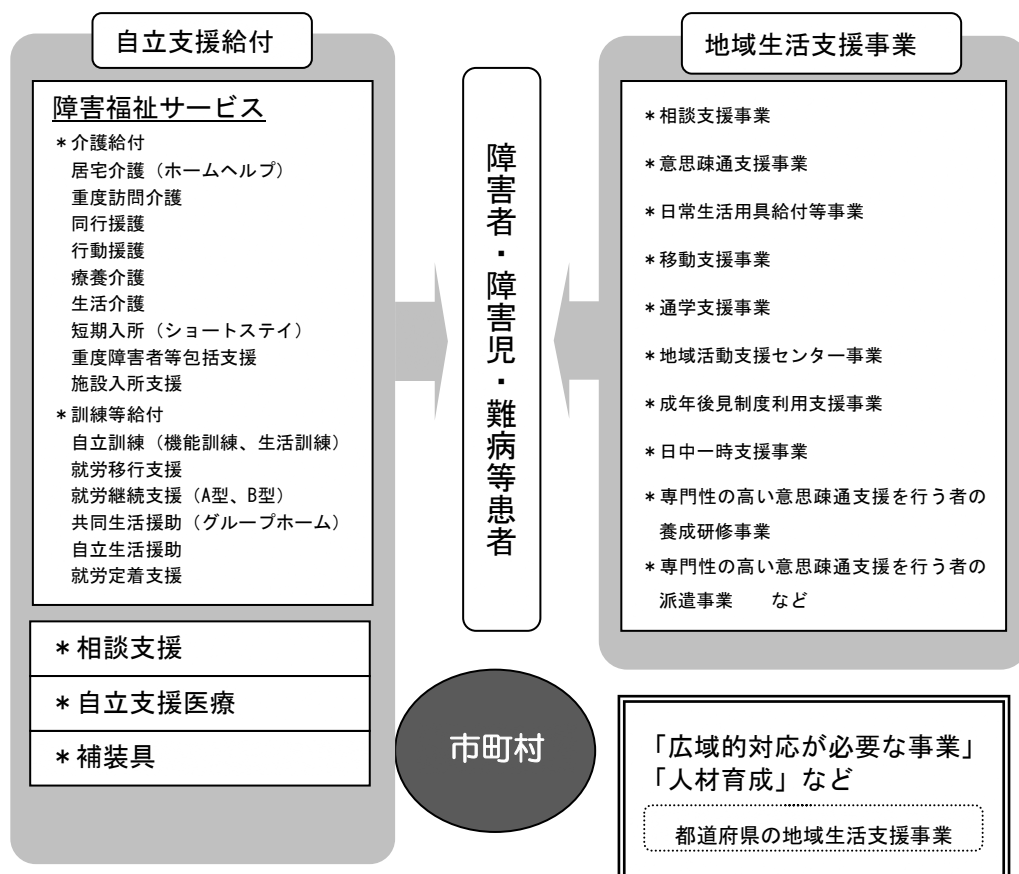 自立支援給付
障害福祉サービス
＊介護給付
居宅介護（ホームヘルプ）
重度訪問介護
同行援護
行動援護
療養介護
生活介護
短期入所（ショートステイ）
重度障害者等包括支援
施設入所支援
＊訓練等給付
自立訓練（機能訓練、生活訓練）
就労移行支援
就労継続支援（A型、B型）
共同生活援助（グループホーム）
自立生活援助
就労定着支援
＊相談支援
＊自立支援医療
＊補装具
障害者・障害児・難病等患者
市町村
地域生活支援事業
＊相談支援事業
＊意思疎通支援事業
＊日常生活用具給付等事業
＊移動支援事業
＊通学支援事業
＊地域活動支援センター事業
＊成年後見制度利用支援事業
＊日中一時支援事業
＊専門性の高い意思疎通支援を行う者の
養成研修事業
＊専門性の高い意思疎通支援を行う者の
派遣事業　　など
「広域的対応が必要な事業」
「人材育成」など
都道府県の地域生活支援事業